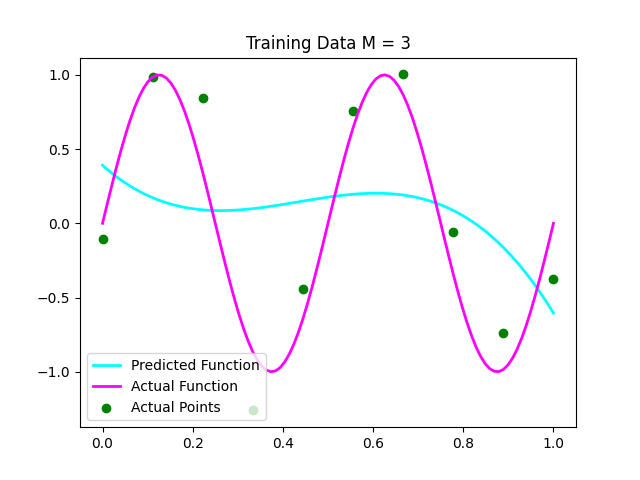 Training Data M = 3
1.0
0.5
0.0
−0.5
−1.0
Predicted Function
Actual Function
Actual Points
0.0 0.2 0.4 0.6 0.8 1.0